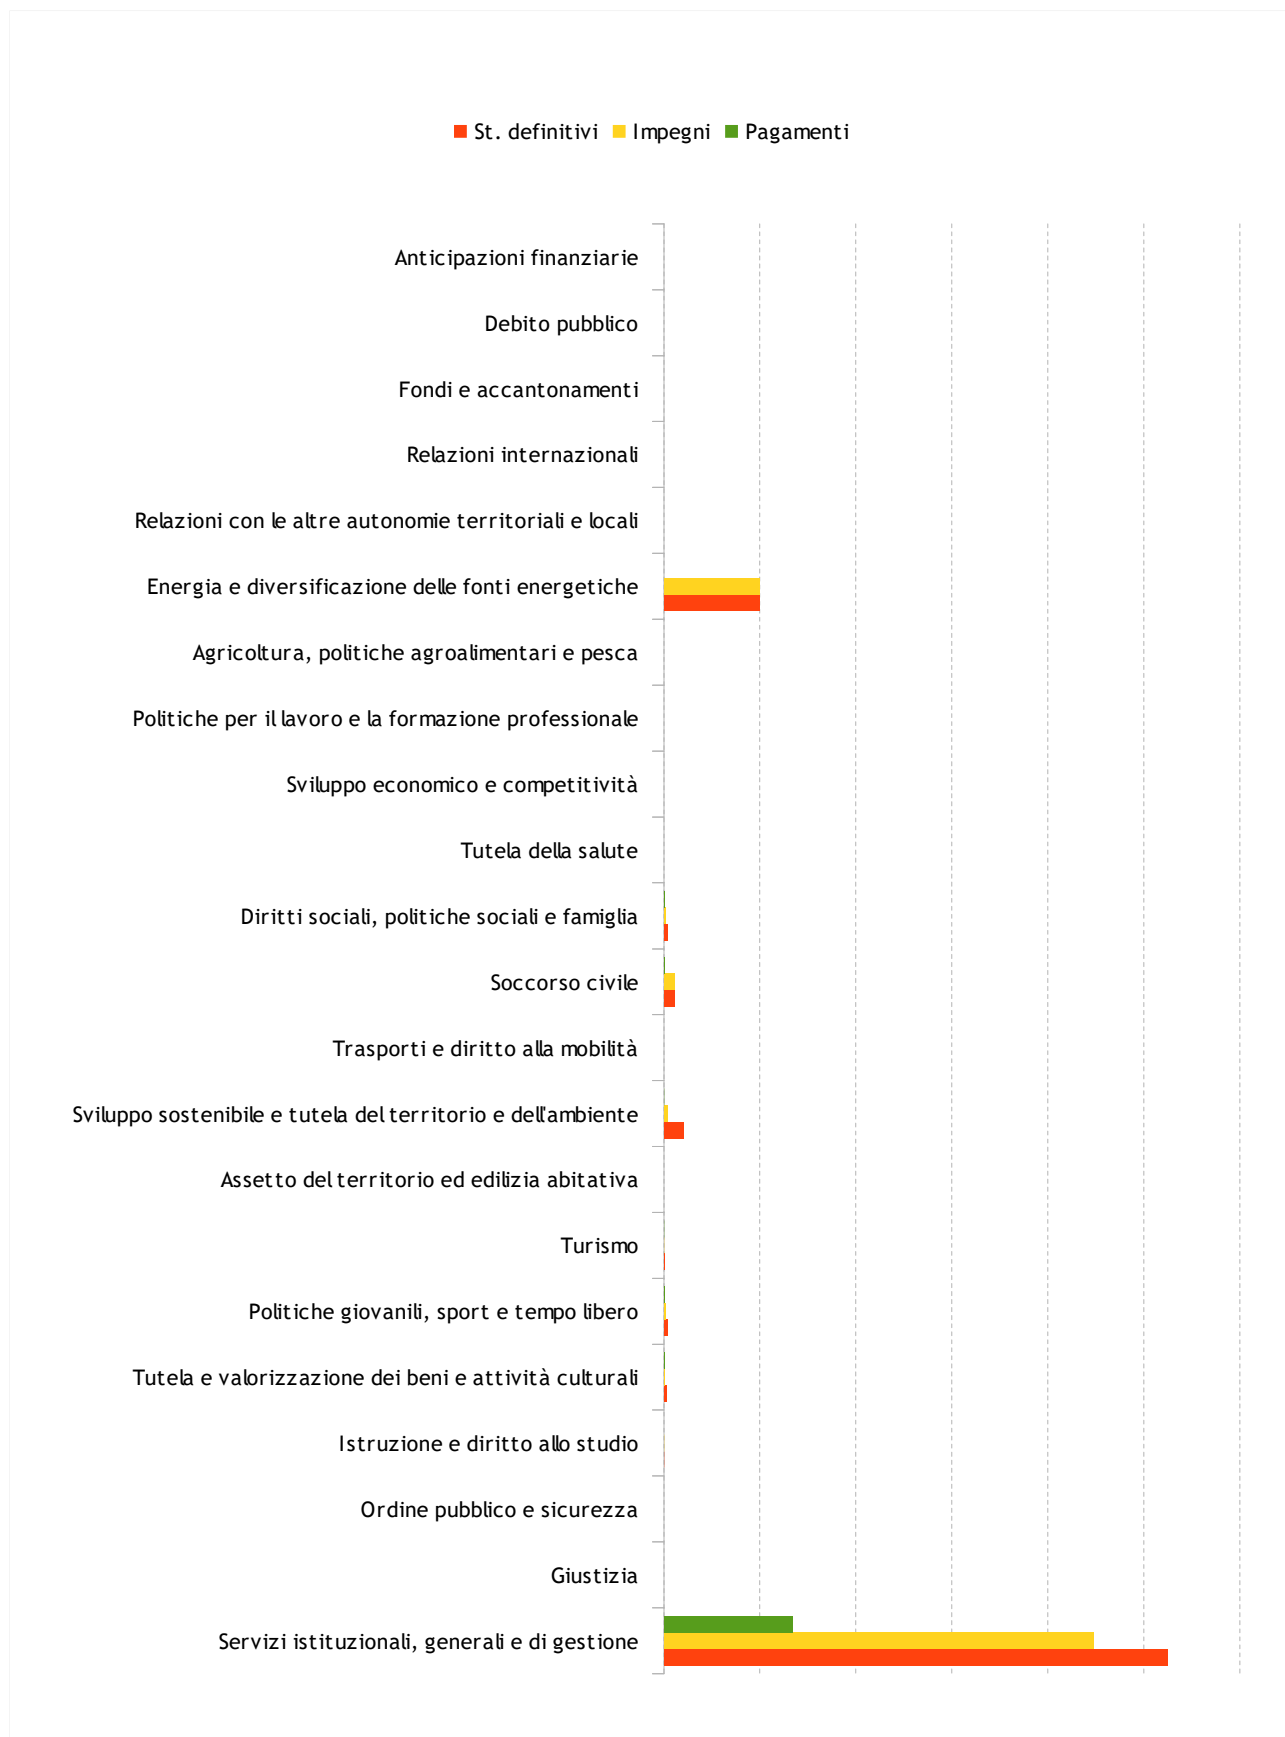 St. definitivi Impegni Pagamenti
Anticipazioni finanziarie
Debito pubblico
Fondi e accantonamenti
Relazioni internazionali
Relazioni con le altre autonomie territoriali e locali
Energia e diversificazione delle fonti energetiche
Agricoltura, politiche agroalimentari e pesca
Politiche per il lavoro e la formazione professionale
Sviluppo economico e competitività
Tutela della salute
Diritti sociali, politiche sociali e famiglia
Soccorso civile
Trasporti e diritto alla mobilità
Sviluppo sostenibile e tutela del territorio e dell'ambiente
Assetto del territorio ed edilizia abitativa
Turismo
Politiche giovanili, sport e tempo libero
Tutela e valorizzazione dei beni e attività culturali
Istruzione e diritto allo studio
Ordine pubblico e sicurezza
Giustizia
Servizi istituzionali, generali e di gestione